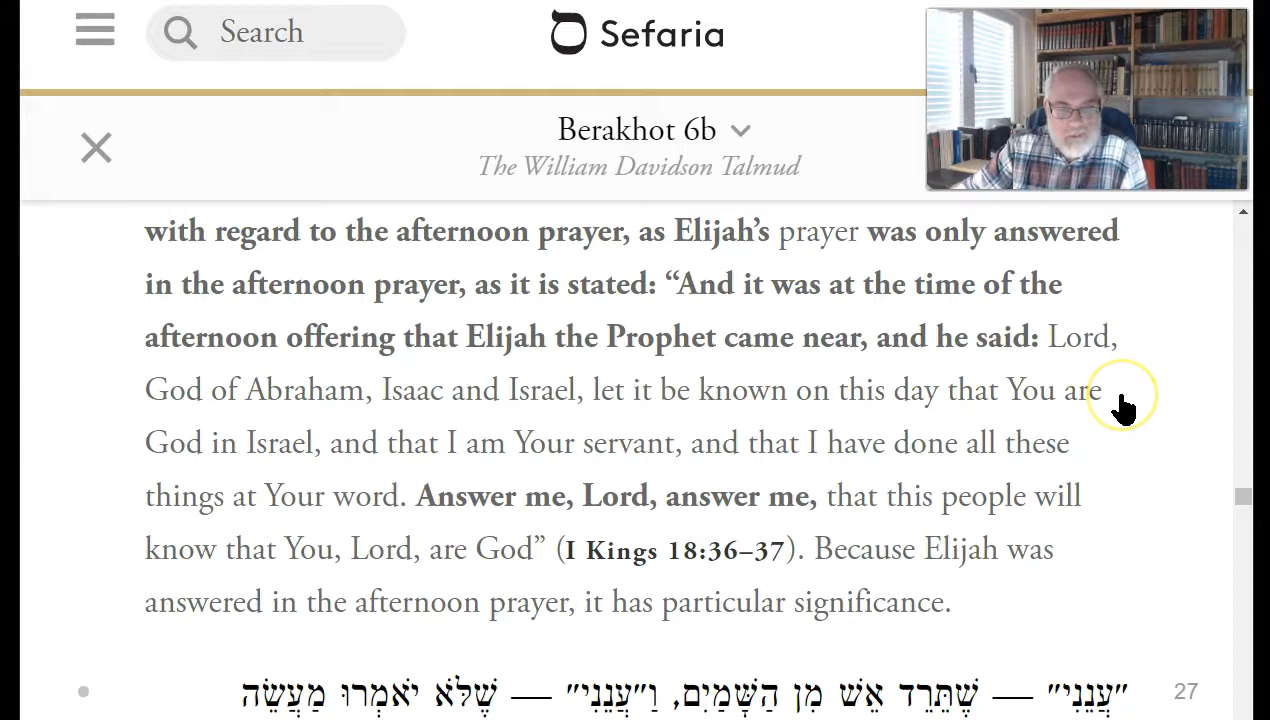 Search
Sefaria
Berakhot 6b
The William Davidson Talmud
with regard to the afternoon prayer, as Elijah’s prayer was only answered
in the afternoon prayer, as it is stated: “And it was at the time of the
afternoon offering that Elijah the Prophet came near, and he said: Lord,
God of Abraham, Isaac and Israel, let it be known on this day that You are
God in Israel, and that I am Your servant, and that I have done all these
things at Your word. Answer me, Lord, answer me, that this people will
know that You, Lord, are God” (I Kings 18:36–37). Because Elijah was
answered in the afternoon prayer, it has particular significance.
״עֲנֵנִי״ — שֶׁתֵּרֵד אֵשׁ מִן הַשָּׁמַיִם, וַ״עֲנֵנִי״ — שֶׁלֹּא יֹאמְרוּ מַעֲשֵׂה
27